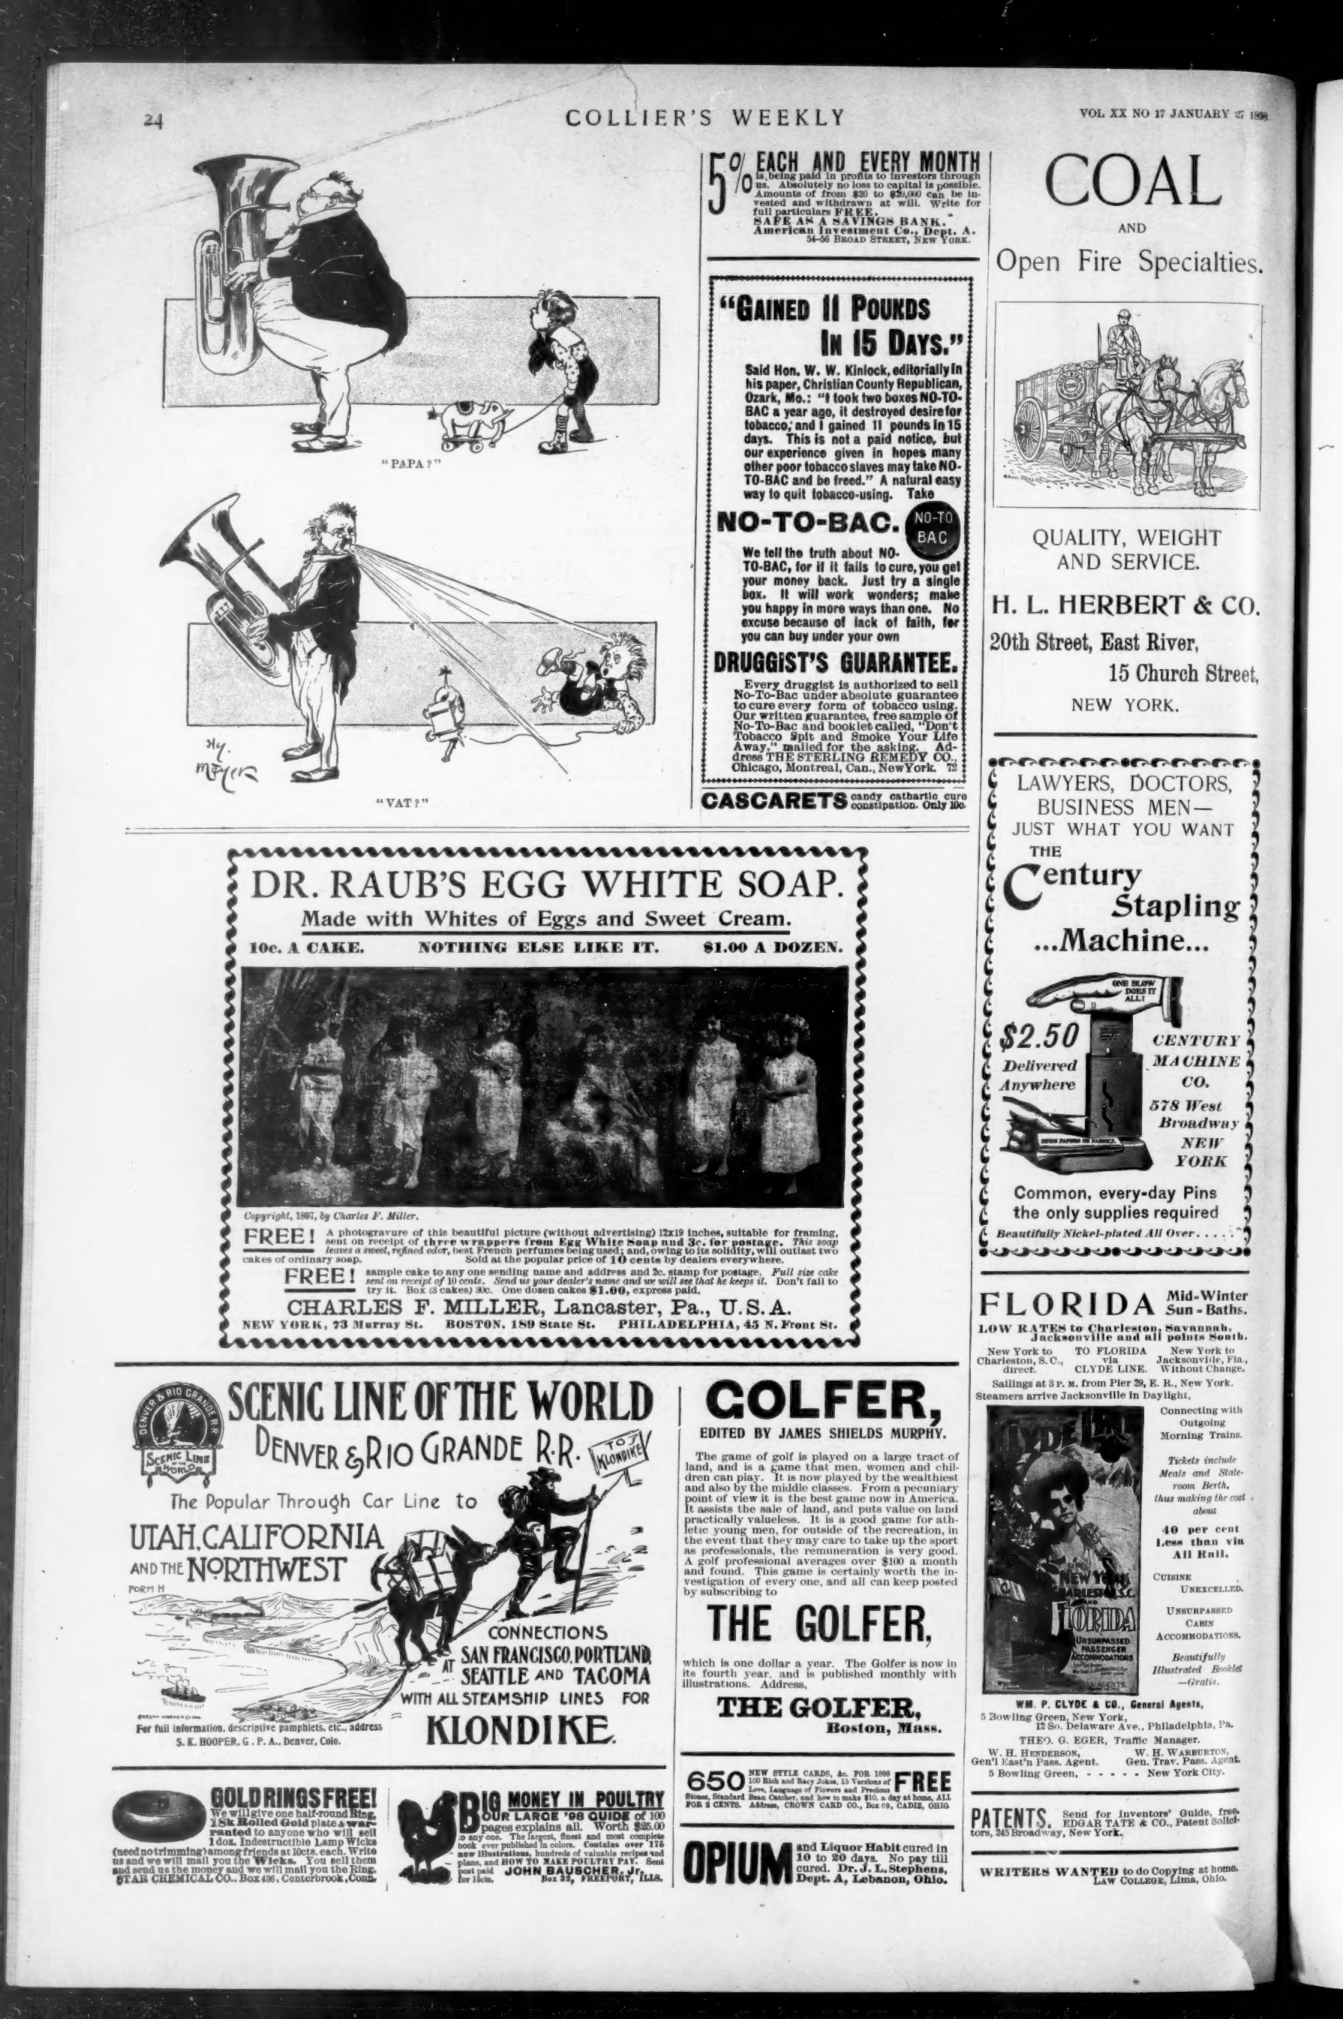 24
COLLIER'S WEEKLY
VOL XX NO 17 JANUARY 27 1898
"PAPA?"
Hy.
Mayer
"VAT?"
5% EACH AND EVERY MONTH
is being paid in profits to investors through
us. Absolutely no loss to capital is possible.
Amounts of from $20 to $20,000 can be in-
vested and withdrawn at will. Write for
full particulars FREE.
SAFE AS A SAVINGS BANK.
American Investment Co., Dept. A.
54-56 BROAD STREET, NEW YORK.
"GAINED 11 POUNDS
IN 15 DAYS."
Said Hon. W. W. Kinlock, editorially in
his paper, Christian County Republican,
Ozark, Mo.: "I took two boxes NO-TO-
BAC a year ago, it destroyed desire for
tobacco, and I gained 11 pounds in 15
days. This is not a paid notice, but
our experience given in hopes many
other poor tobacco slaves may take NO-
TO-BAC and be freed." A natural easy
way to quit tobacco-using. Take
NO-TO-BAC.
NO-TO
BAC
We tell the truth about NO-
TO-BAC, for if it fails to cure, you get
your money back. Just try a single
box. It will work wonders; make
you happy in more ways than one. No
excuse because of lack of faith, for
you can buy under your own
DRUGGIST'S GUARANTEE.
Every druggist is authorized to sell
No-To-Bac under absolute guarantee
to cure every form of tobacco using.
Our written guarantee, free sample of
No-To-Bac and booklet called, "Don't
Tobacco Spit and Smoke Your Life
Away," mailed for the asking. Ad-
dress THE STERLING REMEDY CO.,
Chicago, Montreal, Can., New York. 72
CASCARETS candy cathartic cure
constipation. Only 10c.
COAL
AND
Open Fire Specialties.
QUALITY, WEIGHT
AND SERVICE.
H. L. HERBERT & CO.
20th Street, East River,
15 Church Street,
NEW YORK.
LAWYERS, DOCTORS,
BUSINESS MEN—
JUST WHAT YOU WANT
THE
Century
Stapling
...Machine...
ONE BLOW
DOES IT
ALL!
$2.50
Delivered
Anywhere
CENTURY
MACHINE
CO.
578 West
Broadway
NEW
YORK
BINDS PAPERS OR FABRICS.
Common, every-day Pins
the only supplies required
Beautifully Nickel-plated All Over.....
DR. RAUB'S EGG WHITE SOAP.
Made with Whites of Eggs and Sweet Cream.
10c. A CAKE. NOTHING ELSE LIKE IT. $1.00 A DOZEN.
Copyright, 1897, by Charles F. Miller.
FREE! A photogravure of this beautiful picture (without advertising) 12x19 inches, suitable for framing,
sent on receipt of three wrappers from Egg White Soap and 3c. for postage. This soap
leaves a sweet, refined odor, best French perfumes being used; and, owing to its solidity, will outlast two
cakes of ordinary soap. Sold at the popular price of 10 cents by dealers everywhere.
FREE! sample cake to any one sending name and address and 2c. stamp for postage. Full size cake
sent on receipt of 10 cents. Send us your dealer's name and we will see that he keeps it. Don't fail to
try it. Box (3 cakes) 30c. One dozen cakes $1.00, express paid.
CHARLES F. MILLER, Lancaster, Pa., U.S.A.
NEW YORK, 73 Murray St. BOSTON, 189 State St. PHILADELPHIA, 45 N. Front St.
DENVER & RIO GRANDE R.R.
SCENIC LINE
OF THE
WORLD
SCENIC LINE OF THE WORLD
DENVER & RIO GRANDE R.R.
TO
KLONDIKE
The Popular Through Car Line to
UTAH, CALIFORNIA
AND THE NORTHWEST
FORM H
CONNECTIONS
AT SAN FRANCISCO, PORTLAND,
SEATTLE AND TACOMA
WITH ALL STEAMSHIP LINES FOR
KLONDIKE.
For full information, descriptive pamphlets, etc., address
S. K. HOOPER, G. P. A., Denver, Colo.
GOLFER,
EDITED BY JAMES SHIELDS MURPHY.
The game of golf is played on a large tract of
land, and is a game that men, women and chil-
dren can play. It is now played by the wealthiest
and also by the middle classes. From a pecuniary
point of view it is the best game now in America.
It assists the sale of land, and puts value on land
practically valueless. It is a good game for ath-
letic young men, for outside of the recreation, in
the event that they may care to take up the sport
as professionals, the remuneration is very good.
A golf professional averages over $100 a month
and found. This game is certainly worth the in-
vestigation of every one, and all can keep posted
by subscribing to
THE GOLFER,
which is one dollar a year. The Golfer is now in
its fourth year, and is published monthly with
illustrations. Address,
THE GOLFER,
Boston, Mass.
FLORIDA Mid-Winter
Sun-Baths.
LOW RATES to Charleston, Savannah,
Jacksonville and all points South.
New York to
Charleston, S. C.,
direct.
TO FLORIDA
via
CLYDE LINE.
New York to
Jacksonville, Fla.,
Without Change.
Sailings at 3 P. M. from Pier 29, E. R., New York.
Steamers arrive Jacksonville in Daylight,
CLYDE LINE
NEW YORK
CHARLESTON, S.C.
AND
FLORIDA
UNSURPASSED
PASSENGER
ACCOMMODATIONS
Connecting with
Outgoing
Morning Trains.
Tickets include
Meals and State-
room Berth,
thus making the cost
about
40 per cent
Less than via
All Rail.
CUISINE
UNEXCELLED.
UNSURPASSED
CABIN
ACCOMMODATIONS.
Beautifully
Illustrated Booklet
—Gratis.
WM. P. CLYDE & CO., General Agents,
5 Bowling Green, New York,
12 So. Delaware Ave., Philadelphia, Pa.
THEO. G. EGER, Traffic Manager.
W. H. HENDERSON,
Gen'l East'n Pass. Agent.
W. H. WARBURTON,
Gen. Trav. Pass. Agent.
5 Bowling Green, - - - - - New York City.
GOLD RINGS FREE!
We will give one half-round Ring,
18k Rolled Gold plate & war-
ranted to anyone who will sell
1 doz. Indestructible Lamp Wicks
(need no trimming) among friends at 10cts. each. Write
us and we will mail you the Wicks. You sell them
and send us the money and we will mail you the Ring.
STAR CHEMICAL CO., Box 436, Centerbrook, Conn.
BIG MONEY IN POULTRY
OUR LARGE '98 GUIDE of 100
pages explains all. Worth $25.00
to any one. The largest, finest and most complete
book ever published in colors. Contains over 175
new illustrations, hundreds of valuable recipes and
plans, and HOW TO MAKE POULTRY PAY. Sent
post paid
for 15cts. JOHN BAUSCHER, Jr.,
FREEPORT, ILLS.
650 NEW STYLE CARDS, &c. FOR 1898
100 Rich and Racy Jokes, 15 Versions of
Love, Language of Flowers and Precious
FREE
Stones, Standard Beau Catcher, and how to make $10. a day at home, ALL
FOR 2 CENTS. Address, CROWN CARD CO., Box 69, CADIZ, OHIO.
OPIUM and Liquor Habit cured in
10 to 20 days. No pay till
cured. Dr. J. L. Stephens,
Dept. A, Lebanon, Ohio.
PATENTS. Send for Inventors' Guide, free.
EDGAR TATE & CO., Patent Solici-
tors, 245 Broadway, New York.
WRITERS WANTED to do Copying at home.
LAW COLLEGE, Lima, Ohio.